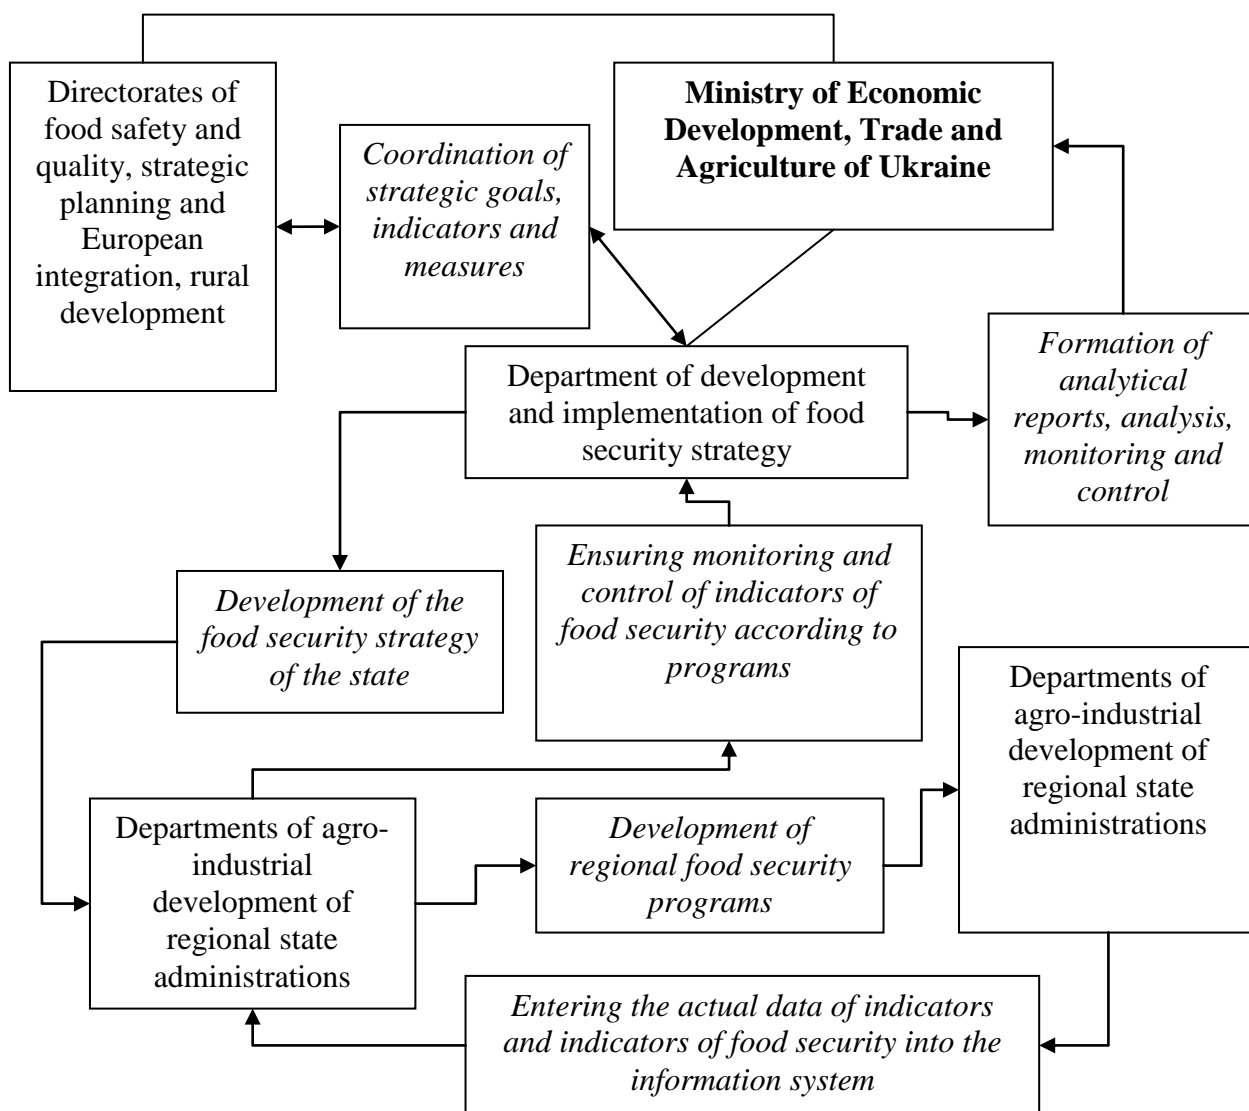 Directorates of
food safety and
quality, strategic
planning and
European
integration, rural
development
Coordination of
strategic goals,
indicators and
measures
Ministry of Economic
Development, Trade and
Agriculture of Ukraine
Department of development
and implementation of food
security strategy
Formation of
analytical
reports, analysis,
monitoring and
control
Development of the
food security strategy
of the state
Ensuring monitoring and
control of indicators of
food security according to
programs
Departments of
agro-industrial
development of
regional state
administrations
Departments of agro-
industrial
development of
regional state
administrations
Development of
regional food security
programs
Entering the actual data of indicators
and indicators of food security into the
information system